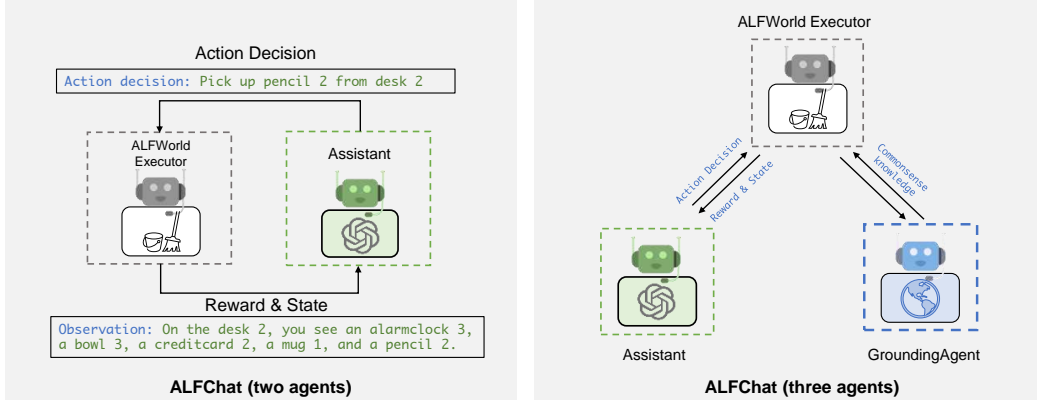 Action Decision
Action decision: Pick up pencil 2 from desk 2
ALFWorld
Executor
Assistant
Reward & State
Observation: On the desk 2, you see an alarmclock 3,
a bowl 3, a creditcard 2, a mug 1, and a pencil 2.
ALFChat (two agents)
ALFWorld Executor
Action Decision
Reward & State
Commonsense
knowledge
Assistant
GroundingAgent
ALFChat (three agents)